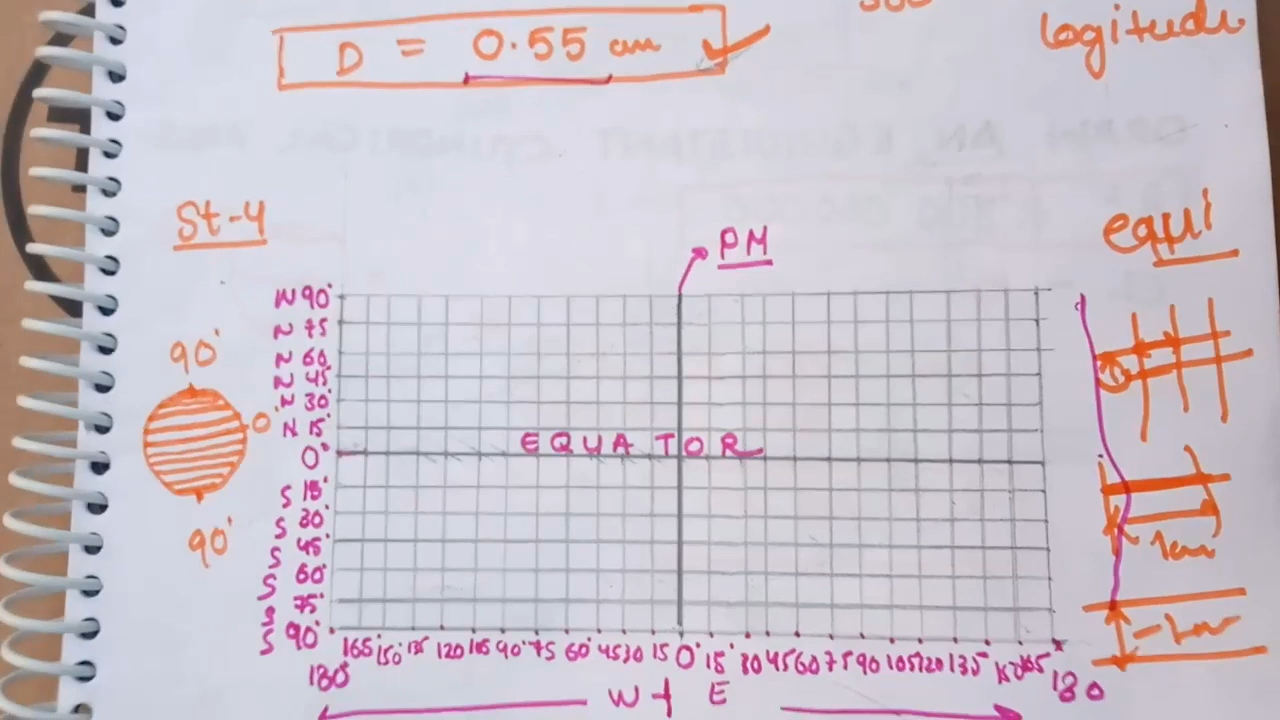 D = 0.55 cm
logitude
St-4
PM
equi
N 90°
N 75
N 60
N 45
N 30
N 15
0°
S 15°
S 30°
S 45°
S 60°
S 75°
S 90°
90°
0°
90°
EQUATOR
1cm
180° 165 150° 135 120 105 90° 75 60° 45 30 15 0° 15° 30 45 60 75 90 105 120 135 150 165 180
W E